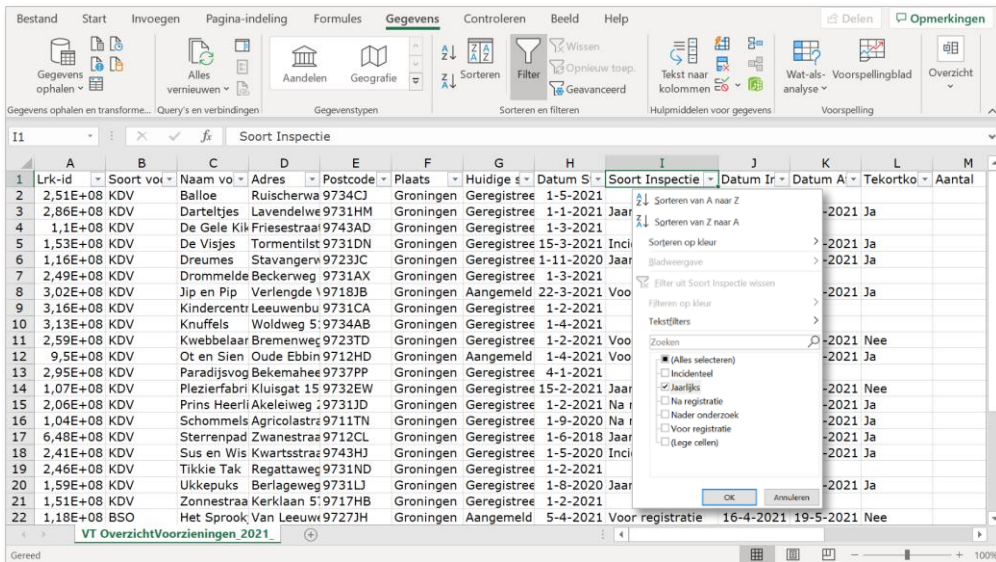 Bestand Start Invoegen Pagina-indeling Formules Gegevens Controleren Beeld Help Delen Opmerkingen
Gegevens ophalen
Alles vernieuwen
Aandelen
Geografie
Sorteren
Filter
Wissen
Opnieuw toep.
Geavanceerd
Tekst naar kolommen
Wat-als-analyse
Voorspellingblad
Overzicht
Gegevens ophalen en transforme... Query's en verbindingen Gegevenstypen Sorteren en filteren Hulpmiddelen voor gegevens Voorspelling
I1 fx Soort Inspectie
A B C D E F G H I J K L M
1 Lrk-id Soort voo Naam vo Adres Postcode Plaats Huidige s Datum S Soort Inspectie Datum Ir Datum A Tekortko Aantal
2 2,51E+08 KDV Balloe Ruischerwa 9734CJ Groningen Geregistree 1-5-2021
3 2,86E+08 KDV Darteltjes Lavendelwe 9731HM Groningen Geregistree 1-1-2021 Jaar -2021 Ja
4 1,1E+08 KDV De Gele Kik Friesestraat 9743AD Groningen Geregistree 1-3-2021
5 1,53E+08 KDV De Visjes Tormentilst 9731DN Groningen Geregistree 15-3-2021 Inci -2021 Ja
6 1,16E+08 KDV Dreumes Stavangerv 9723JC Groningen Geregistree 1-11-2020 Jaar -2021 Ja
7 2,49E+08 KDV Drommelde Beckerweg 9731AX Groningen Geregistree 1-3-2021
8 3,02E+08 KDV Jip en Pip Verlengde 9718JB Groningen Aangemeld 22-3-2021 Voo -2021 Ja
9 3,16E+08 KDV Kindercentr Leeuwenbu 9731CA Groningen Geregistree 1-2-2021
10 3,13E+08 KDV Knuffels Woldweg 5 9734AB Groningen Geregistree 1-4-2021
11 2,59E+08 KDV Kwebbelaar Bremenweg 9723TD Groningen Geregistree 1-2-2021 Voo -2021 Nee
12 9,5E+08 KDV Ot en Sien Oude Ebbin 9712HD Groningen Aangemeld 1-4-2021 Voo -2021 Ja
13 2,95E+08 KDV Paradijsvog Bekemahee 9737PP Groningen Geregistree 4-1-2021
14 1,07E+08 KDV Plezierfabri Kluisgat 15 9732EW Groningen Geregistree 15-2-2021 Jaar -2021 Nee
15 2,06E+08 KDV Prins Heerli Akeleiweg 9731JD Groningen Geregistree 1-2-2021 Na r -2021 Ja
16 1,04E+08 KDV Schommels Agricolastra 9711TN Groningen Geregistree 1-9-2020 Na r -2021 Ja
17 6,48E+08 KDV Sterrenpad Zwanestraa 9712CL Groningen Geregistree 1-6-2018 Jaar -2021 Ja
18 2,41E+08 KDV Sus en Wis Kwartsstraa 9743HJ Groningen Geregistree 1-5-2020 Inci -2021 Ja
19 2,46E+08 KDV Tikkie Tak Regattaweg 9731ND Groningen Geregistree 1-2-2021
20 1,59E+08 KDV Ukkepuks Berlageweg 9731LJ Groningen Geregistree 1-8-2020 Jaar -2021 Ja
21 1,51E+08 KDV Zonnestraa Kerklaan 5 9717HB Groningen Geregistree 1-2-2021
22 1,18E+08 BSO Het Sprook Van Leeuwe 9727JH Groningen Aangemeld 5-4-2021 Voor registratie 16-4-2021 19-5-2021 Nee
Sorteren van A naar Z
Sorteren van Z naar A
Sorteren op kleur
Bladweergave
Filter uit Soort Inspectie wissen
Filteren op kleur
Tekstfilters
Zoeken
(Alles selecteren)
Incidenteel
Jaarlijks
Na registratie
Nader onderzoek
Voor registratie
(Lege cellen)
OK Annuleren
VT OverzichtVoorzieningen_2021_
Gereed 100%